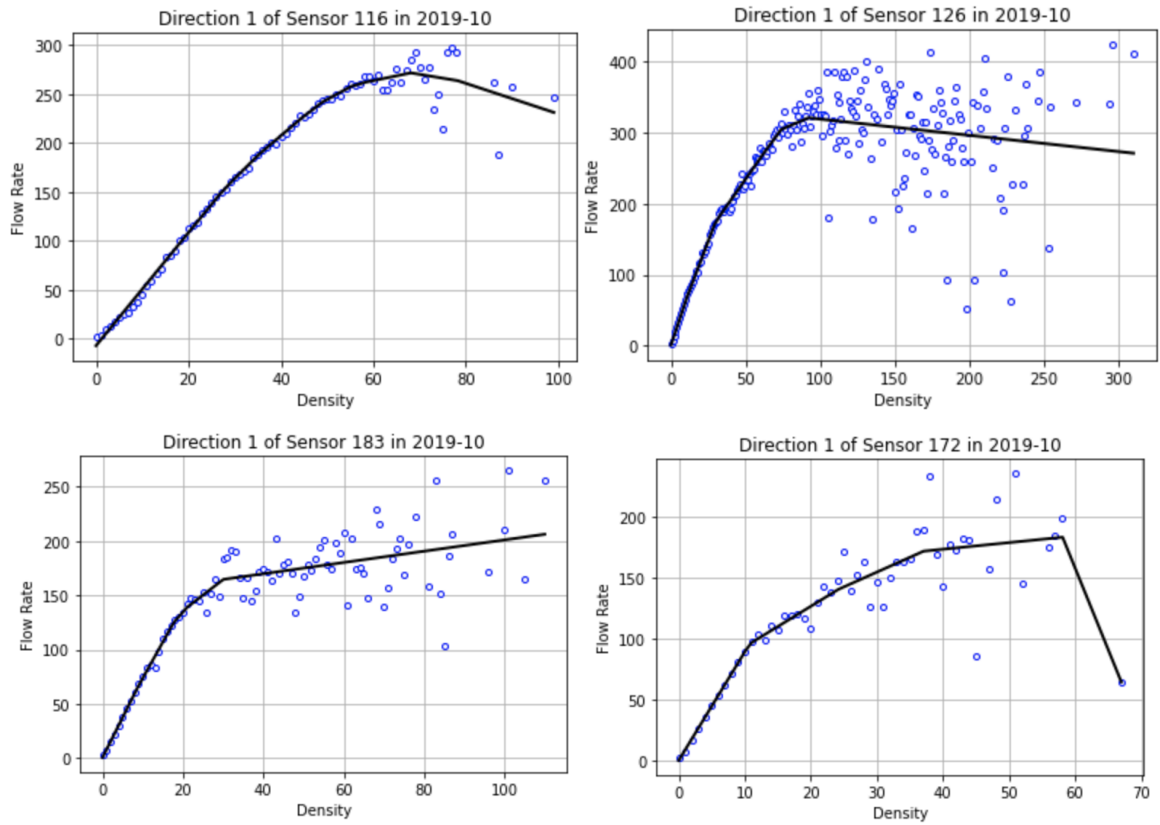 Direction 1 of Sensor 116 in 2019-10
Flow Rate
300
250
200
150
100
50
0
0 20 40 60 80 100
Density
Direction 1 of Sensor 126 in 2019-10
Flow Rate
400
300
200
100
0
0 50 100 150 200 250 300
Density
Direction 1 of Sensor 183 in 2019-10
Flow Rate
250
200
150
100
50
0
0 20 40 60 80 100
Density
Direction 1 of Sensor 172 in 2019-10
Flow Rate
200
150
100
50
0
0 10 20 30 40 50 60 70
Density